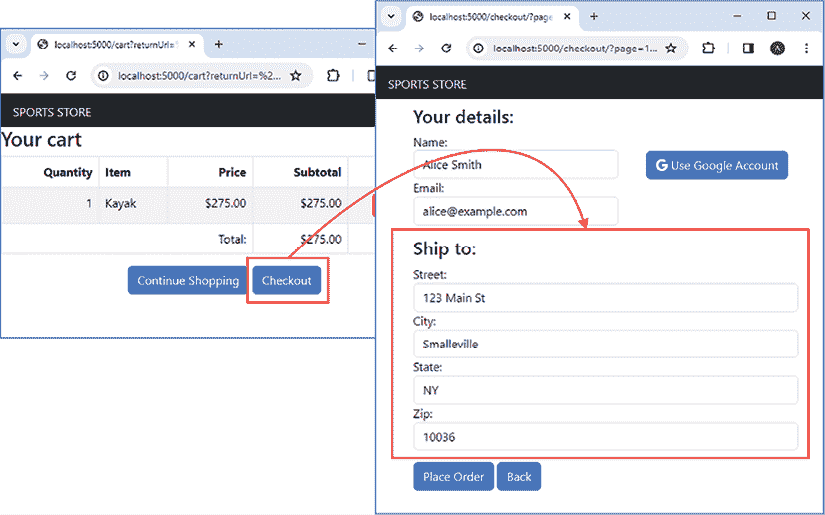 localhost:5000/cart?returnUrl=%
localhost:5000/cart?returnUrl=%2...
SPORTS STORE
Your cart
Quantity Item Price Subtotal
1 Kayak $275.00 $275.00
Total: $275.00
Continue Shopping Checkout
localhost:5000/checkout/?page
localhost:5000/checkout/?page=1...
SPORTS STORE
Your details:
Name:
Alice Smith
Use Google Account
Email:
alice@example.com
Ship to:
Street:
123 Main St
City:
Smalleville
State:
NY
Zip:
10036
Place Order Back